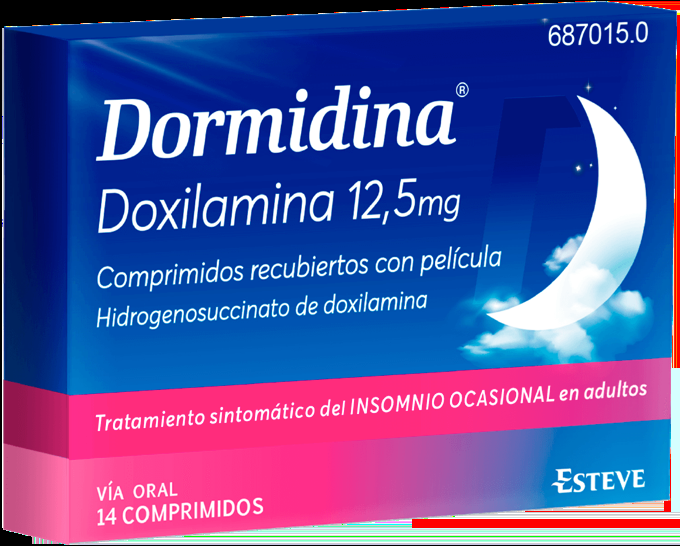 687015.0
Dormidina®
Doxilamina 12,5mg
Comprimidos recubiertos con película
Hidrogenosuccinato de doxilamina
Tratamiento sintomático del INSOMNIO OCASIONAL en adultos
VÍA ORAL
14 COMPRIMIDOS
ESTEVE